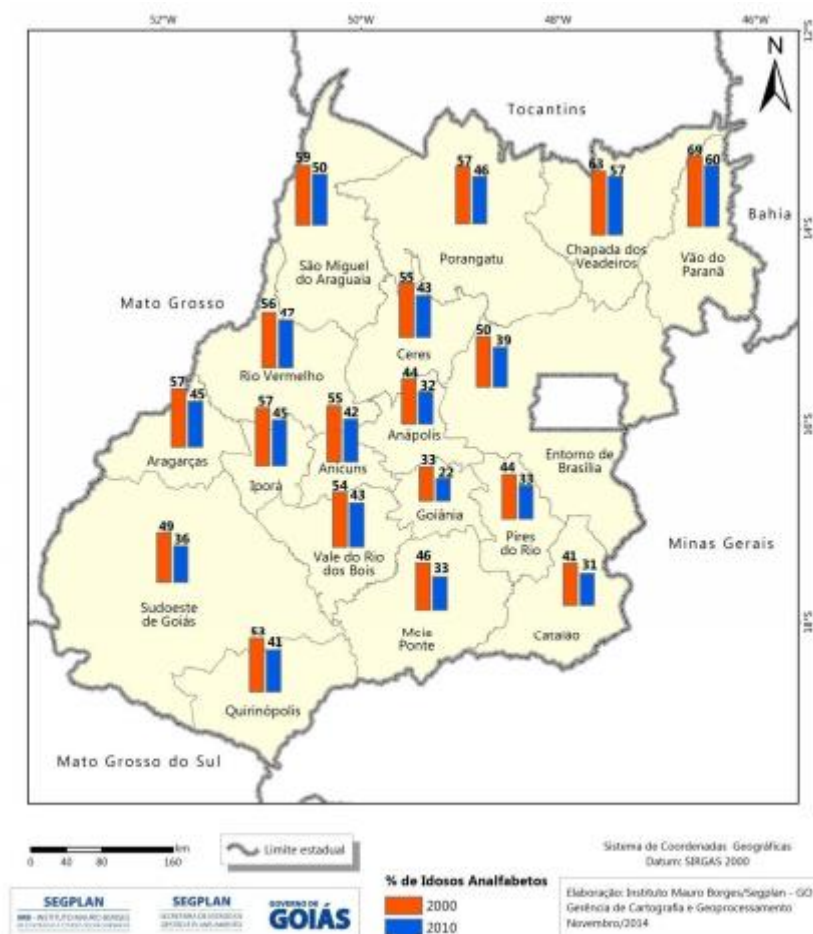 52°W 50°W 48°W 46°W
12°S
N
Tocantins
59 50
57 46
63 57
69 60
Bahia
14°S
São Miguel
do Araguaia
Porangatu
Chapada dos
Veadeiros
Vão do
Paranã
Mato Grosso
56 47
Rio Vermelho
55 43
Ceres
50 39
57 45
Aragarças
57 45
Iporá
55 42
Anicuns
44 32
Anápolis
16°S
Entorno de
Brasília
33 22
Goiânia
44 33
Pires
do Rio
54 43
Vale do Rio
dos Bois
Minas Gerais
49 36
Sudoeste
de Goiás
46 33
Meia
Ponte
41 31
Catalão
18°S
53 41
Quirinópolis
Mato Grosso do Sul
km
0 40 80 160
Limite estadual
Sistema de Coordenadas Geográficas
Datum: SIRGAS 2000
% de Idosos Analfabetos
2000
2010
Elaboração: Instituto Mauro Borges/Segplan - GO
Gerência de Cartografia e Geoprocessamento
Novembro/2014
SEGPLAN
IMB - INSTITUTO MAURO BORGES
SEGPLAN
GOVERNO DE
GOIÁS